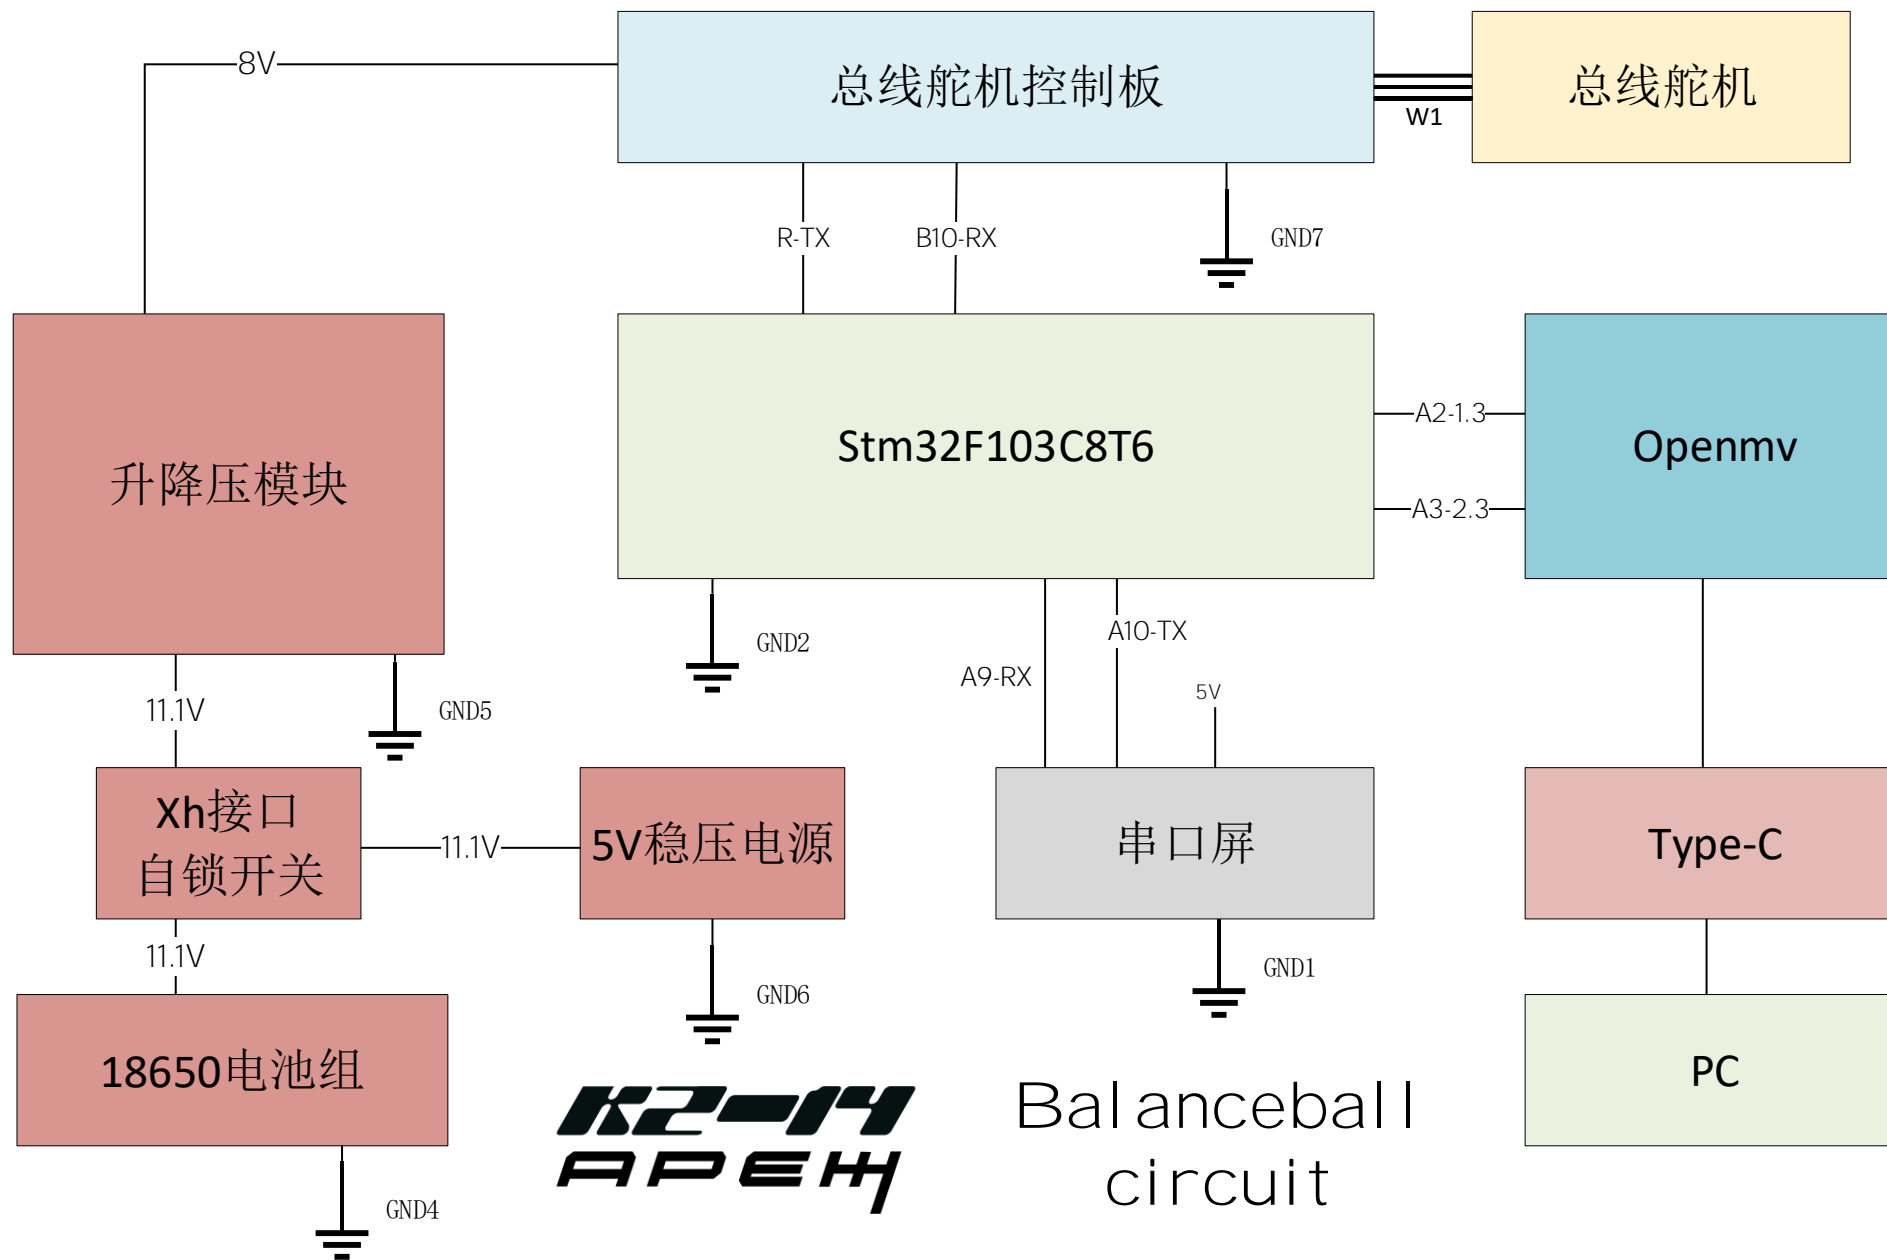 8V
总线舵机控制板
W1
总线舵机
R-TX
B10-RX
GND7
升降压模块
Stm32F103C8T6
A2-1.3
A3-2.3
Openmv
GND2
A10-TX
A9-RX
5V
11.1V
GND5
Xh接口
自锁开关
11.1V
5V稳压电源
串口屏
Type-C
11.1V
GND6
GND1
18650电池组
PC
GND4
K2-14
Balanceball
circuit